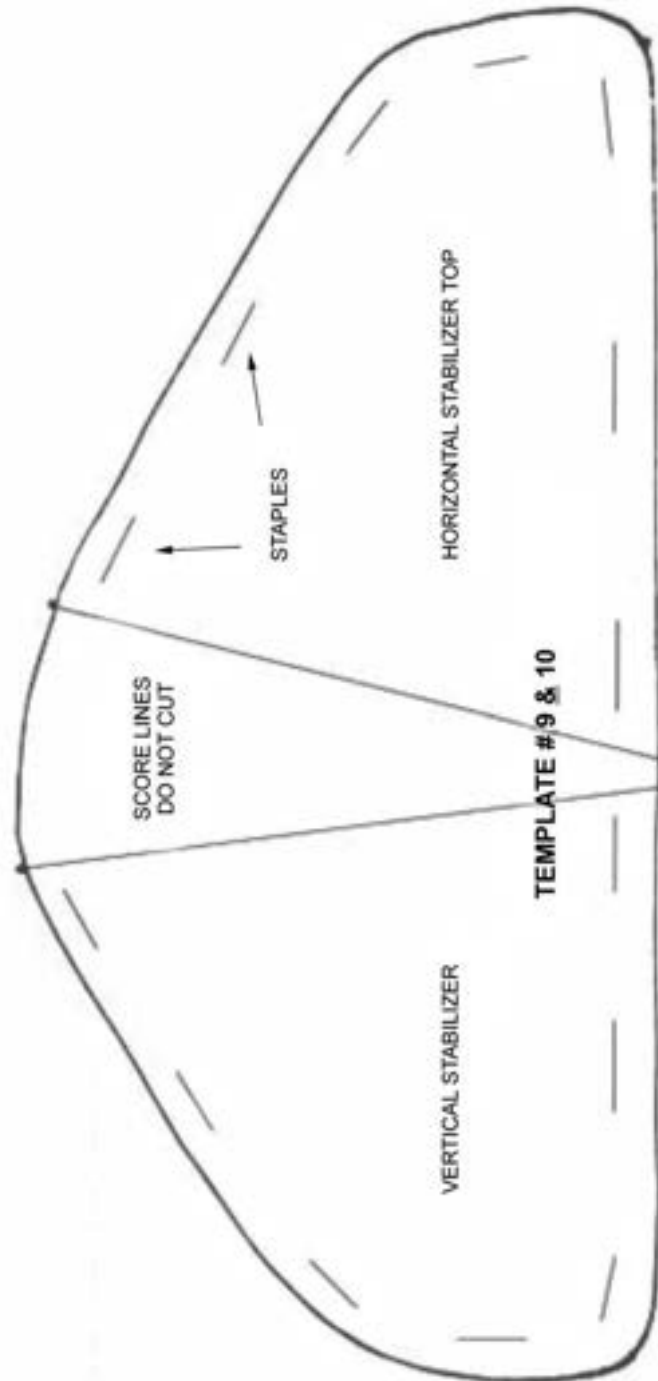 SCORE LINES
DO NOT CUT
STAPLES
VERTICAL STABILIZER
HORIZONTAL STABILIZER TOP
TEMPLATE # 9 & 10